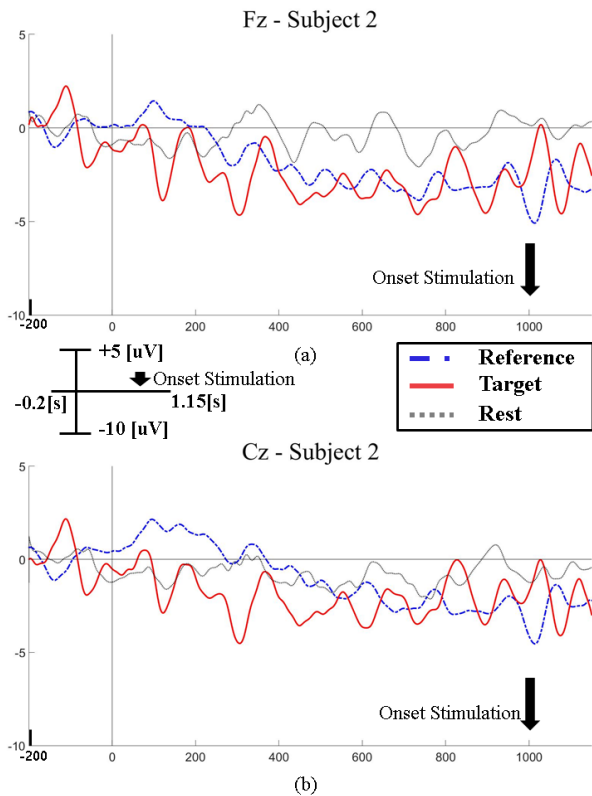 Fz - Subject 2
5
0
-5
-10
Onset Stimulation
-200 0 200 400 600 800 1000
(a)
+5 [uV]
Onset Stimulation
-0.2[s] 1.15[s]
-10 [uV]
Reference
Target
Rest
Cz - Subject 2
5
0
-5
-10
Onset Stimulation
-200 0 200 400 600 800 1000
(b)